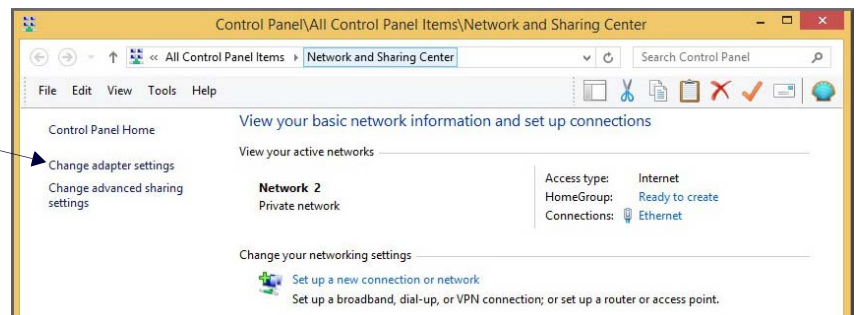 Control Panel\All Control Panel Items\Network and Sharing Center
« All Control Panel Items Network and Sharing Center
Search Control Panel
File Edit View Tools Help
Control Panel Home
Change adapter settings
Change advanced sharing
settings
View your basic network information and set up connections
View your active networks
Network 2
Private network
Access type: Internet
HomeGroup: Ready to create
Connections: Ethernet
Change your networking settings
Set up a new connection or network
Set up a broadband, dial-up, or VPN connection; or set up a router or access point.